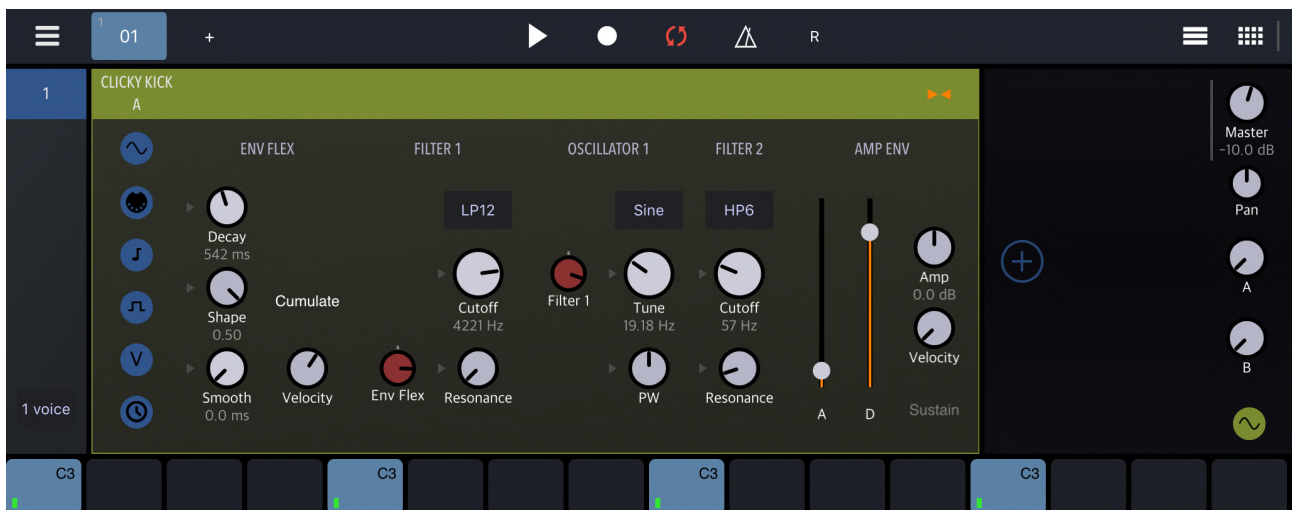 1
01
+
R
1
CLICKY KICK
A
ENV FLEX
FILTER 1
OSCILLATOR 1
FILTER 2
AMP ENV
Master
-10.0 dB
LP12
Sine
HP6
Pan
Decay
542 ms
Shape
0.50
Cumulate
Cutoff
4221 Hz
Filter 1
Tune
19.18 Hz
Cutoff
57 Hz
Amp
0.0 dB
A
V
Smooth
0.0 ms
Velocity
Env Flex
Resonance
PW
Resonance
Velocity
B
1 voice
A
D
Sustain
C3
C3
C3
C3